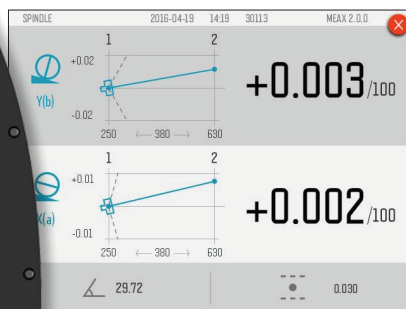 SPINDLE 2016-04-19 14:19 30113 MEAX 2.0.0
1 2
+0.02
+0.003/100
Y(b)
-0.02
250 ← 380 → 630
1 2
+0.01
+0.002/100
X(a)
-0.01
250 ← 380 → 630
29.72 0.030